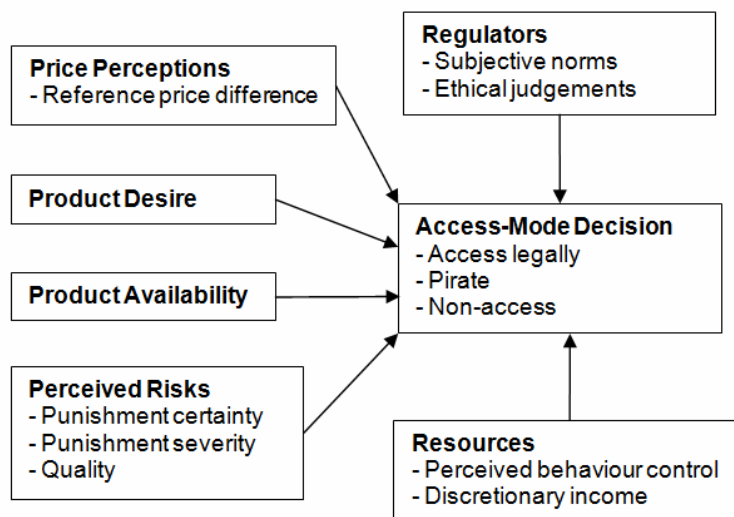 Price Perceptions
- Reference price difference
Regulators
- Subjective norms
- Ethical judgements
Product Desire
Product Availability
Access-Mode Decision
- Access legally
- Pirate
- Non-access
Perceived Risks
- Punishment certainty
- Punishment severity
- Quality
Resources
- Perceived behaviour control
- Discretionary income